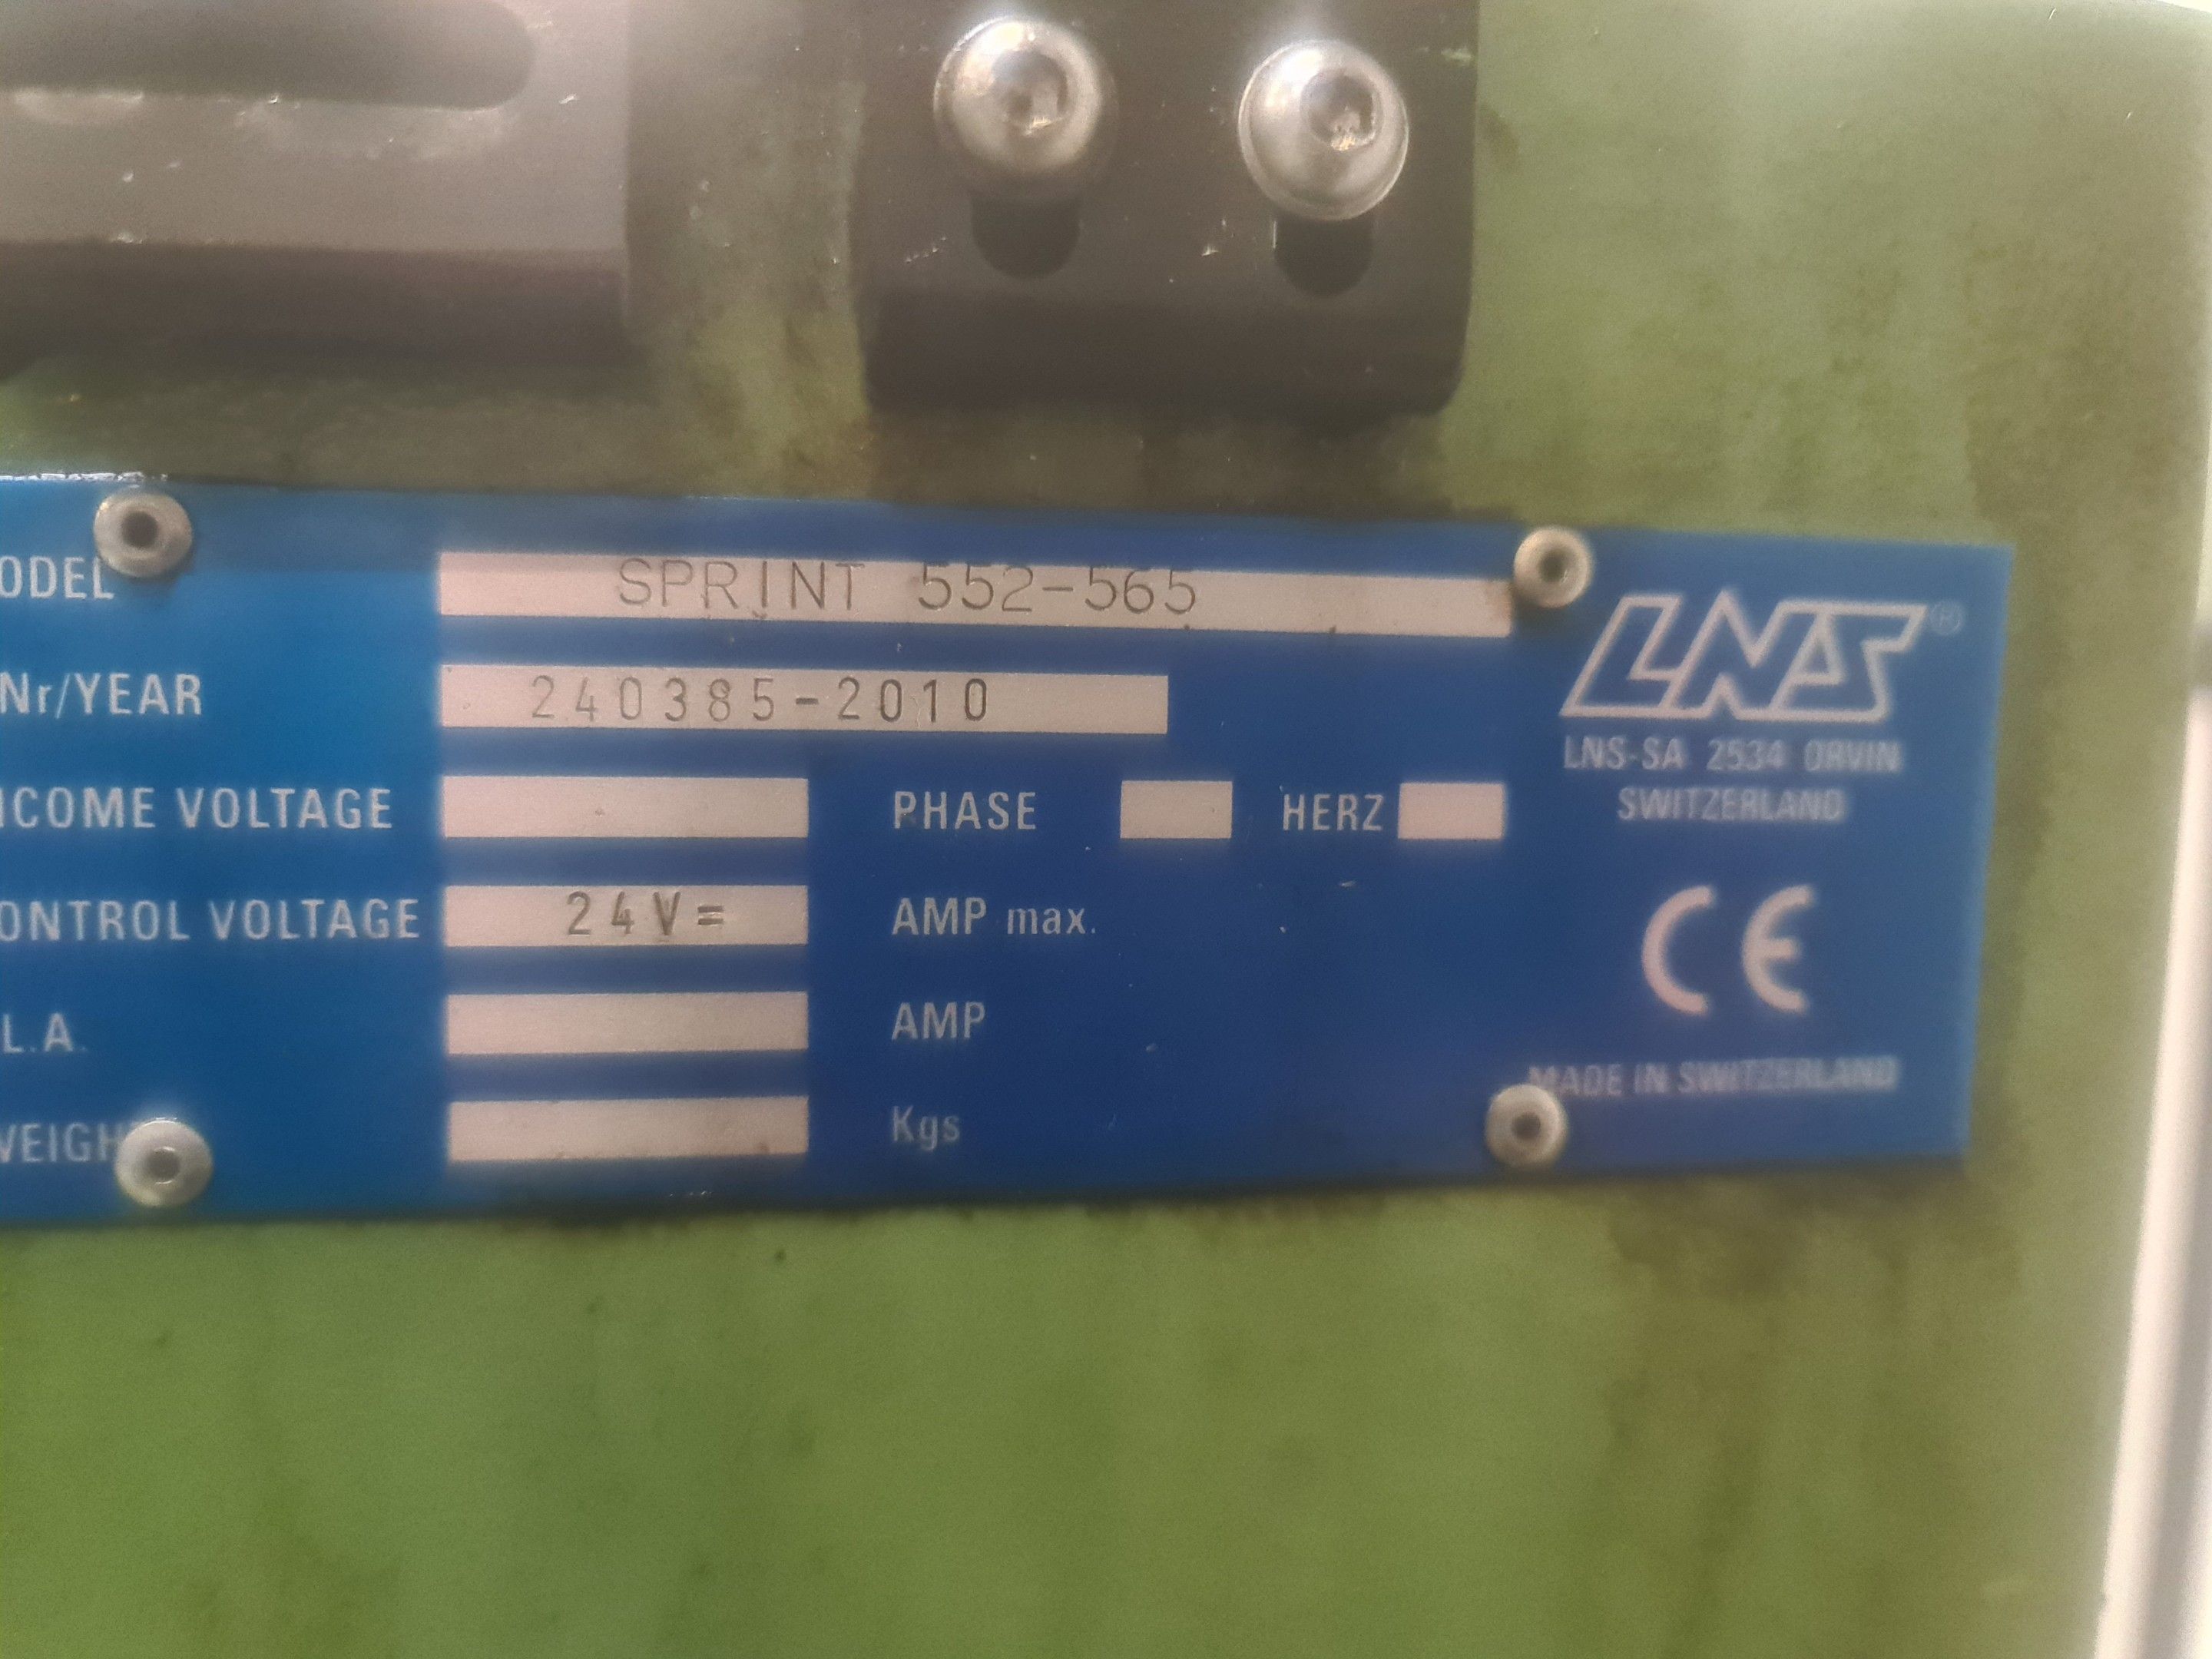 ODEL SPRINT 552-565
Nr/YEAR 240385-2010
LNS®
LNS-SA 2534 ORVIN
SWITZERLAND
COME VOLTAGE PHASE HERZ
ONTROL VOLTAGE 24V= AMP max.
CE
L.A. AMP
MADE IN SWITZERLAND
WEIGH Kgs